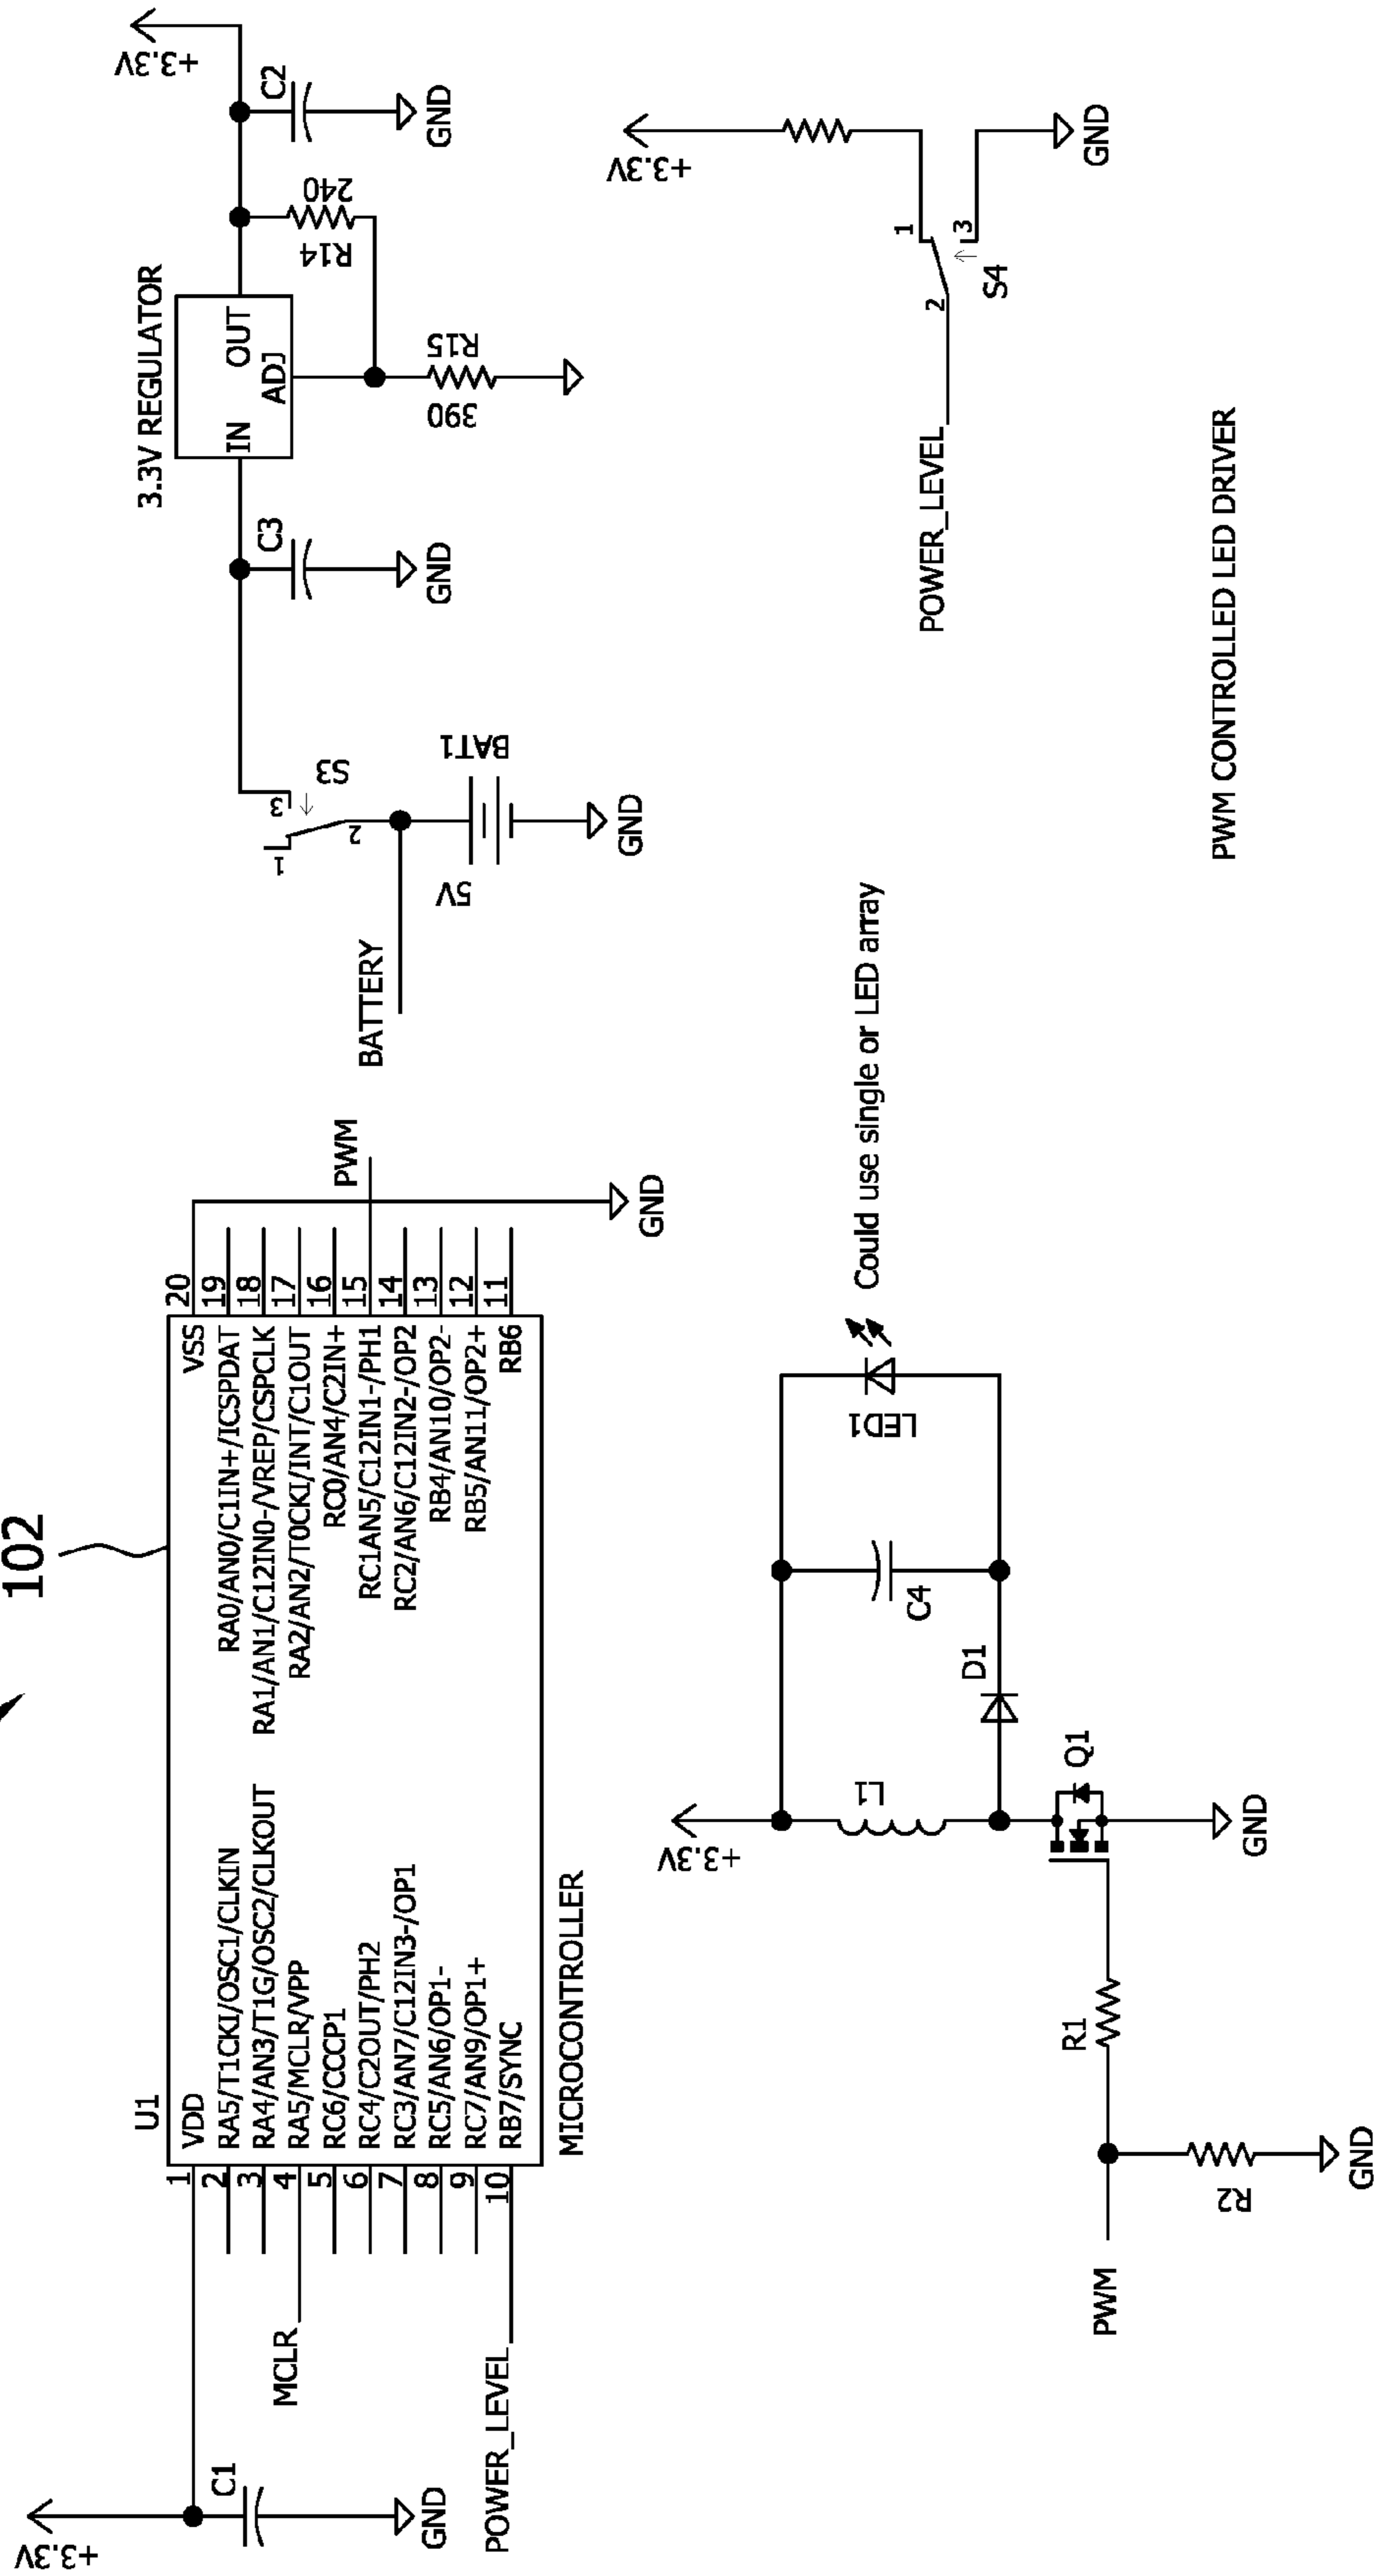 102
+3.3V
C1
GND
MCLR
POWER_LEVEL
U1
1
2
3
4
5
6
7
8
9
10
VDD
RA5/T1CKI/OSC1/CLKIN
RA4/AN3/T1G/OSC2/CLKOUT
RA5/MCLR/VPP
RC6/CCCP1
RC4/C2OUT/PH2
RC3/AN7/C12IN3-/OP1
RC5/AN6/OP1-
RC7/AN9/OP1+
RB7/SYNC
VSS
RA0/AN0/C1IN+/ICSPDAT
RA1/AN1/C12IN0-/VREP/CSPCLK
RA2/AN2/T0CKI/INT/C1OUT
RC0/AN4/C2IN+
RC1AN5/C12IN1-/PH1
RC2/AN6/C12IN2-/OP2
RB4/AN10/OP2-
RB5/AN11/OP2+
RB6
20
19
18
17
16
15
14
13
12
11
MICROCONTROLLER
PWM
GND
BATTERY
1
3
2
S3
5V
BAT1
GND
C3
GND
3.3V REGULATOR
IN
OUT
ADJ
R14
240
390
R15
C2
GND
+3.3V
PWM
R2
GND
R1
Q1
GND
+3.3V
L1
D1
C4
LED1
Could use single or LED array
POWER_LEVEL
2
1
3
S4
+3.3V
GND
PWM CONTROLLED LED DRIVER